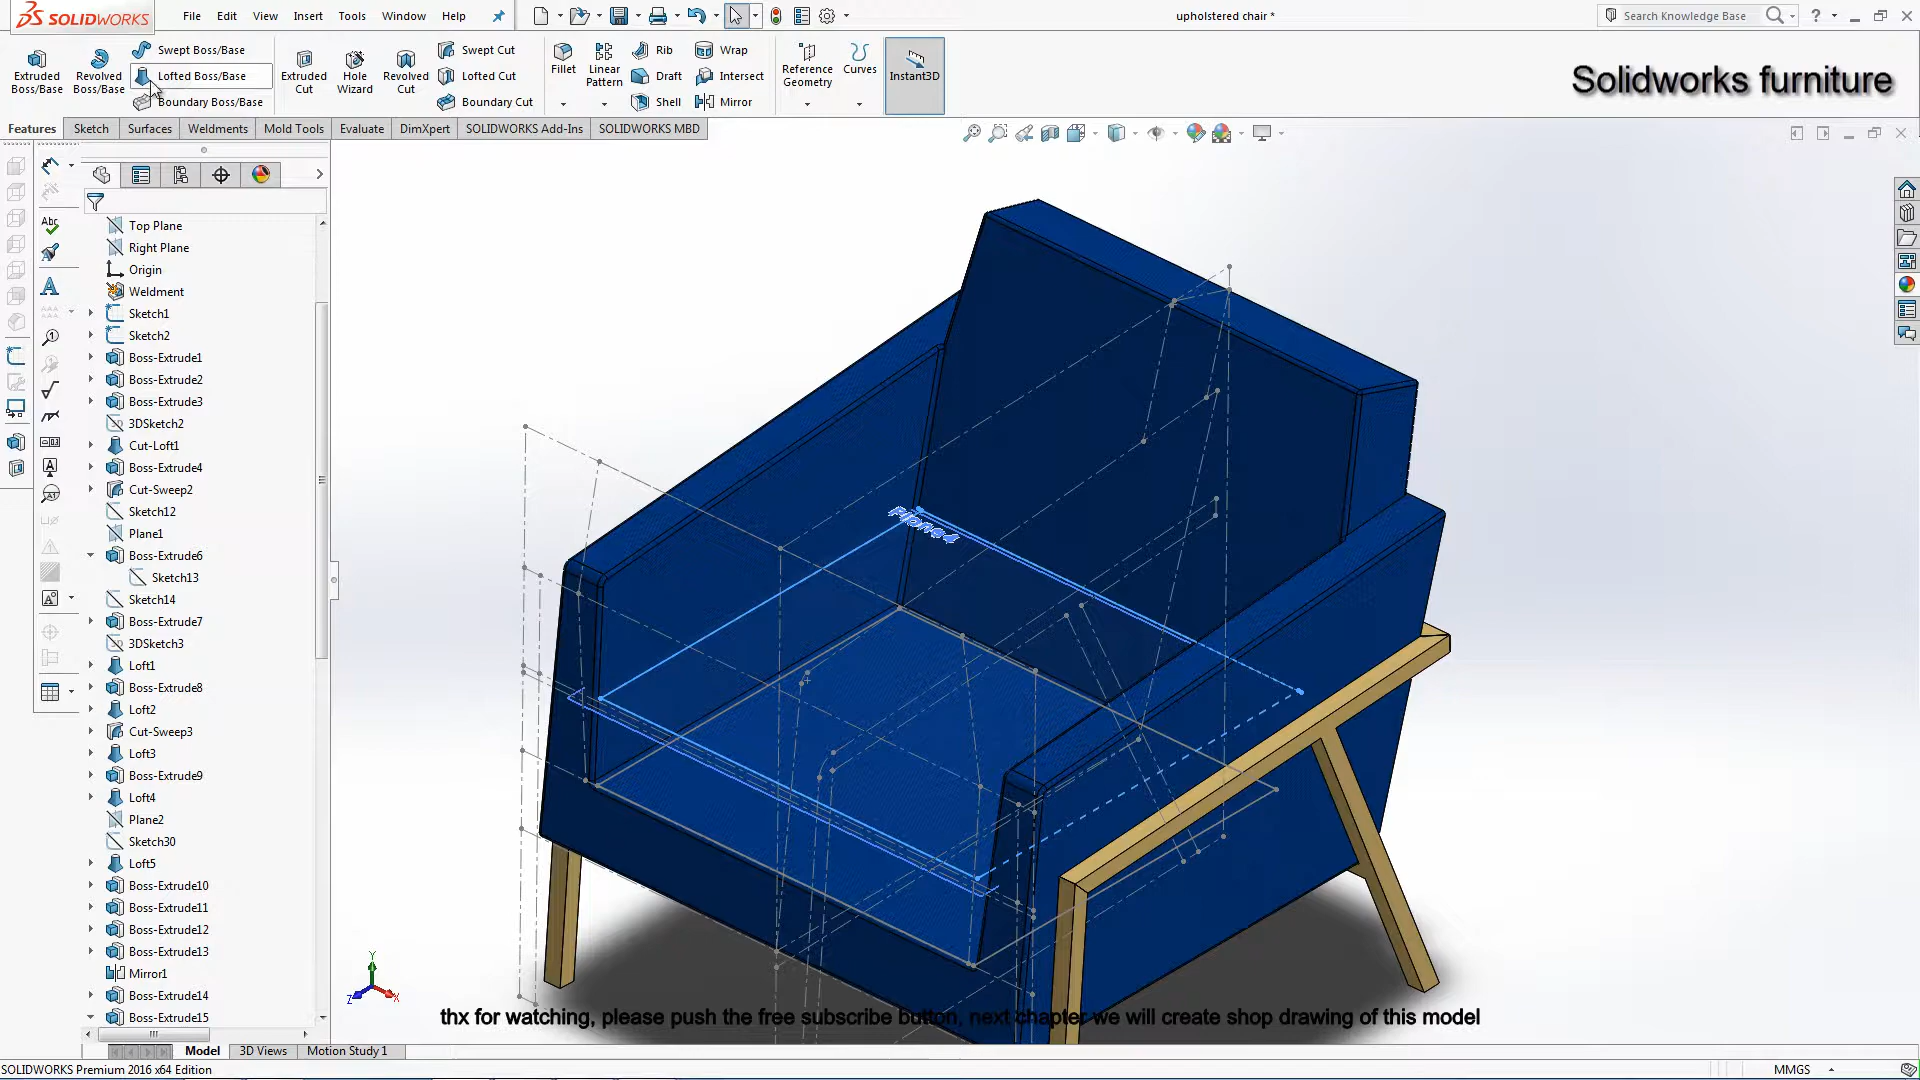 SOLIDWORKS
File Edit View Insert Tools Window Help
upholstered chair *
Search Knowledge Base
Extruded Boss/Base
Revolved Boss/Base
Swept Boss/Base
Lofted Boss/Base
Boundary Boss/Base
Extruded Cut
Hole Wizard
Revolved Cut
Swept Cut
Lofted Cut
Boundary Cut
Fillet
Linear Pattern
Rib
Draft
Shell
Wrap
Intersect
Mirror
Reference Geometry
Curves
Instant3D
Solidworks furniture
Features Sketch Surfaces Weldments Mold Tools Evaluate DimXpert SOLIDWORKS Add-Ins SOLIDWORKS MBD
Top Plane
Right Plane
Origin
Weldment
Sketch1
Sketch2
Boss-Extrude1
Boss-Extrude2
Boss-Extrude3
3DSketch2
Cut-Loft1
Boss-Extrude4
Cut-Sweep2
Sketch12
Plane1
Boss-Extrude6
Sketch13
Sketch14
Boss-Extrude7
3DSketch3
Loft1
Boss-Extrude8
Loft2
Cut-Sweep3
Loft3
Boss-Extrude9
Loft4
Plane2
Sketch30
Loft5
Boss-Extrude10
Boss-Extrude11
Boss-Extrude12
Boss-Extrude13
Mirror1
Boss-Extrude14
Boss-Extrude15
Plane4
Y
Z
X
thx for watching, please push the free subscribe button, next chapter we will create shop drawing of this model
Model 3D Views Motion Study 1
SOLIDWORKS Premium 2016 x64 Edition
MMGS